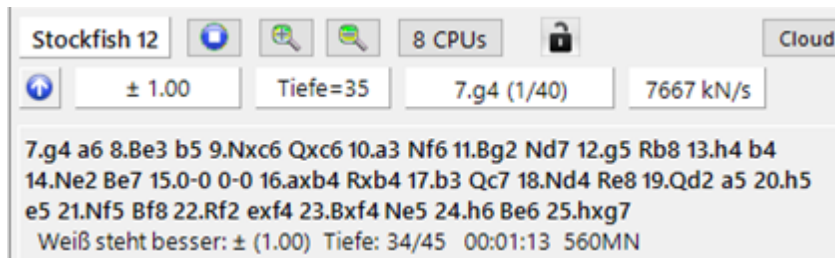 Stockfish 12 8 CPUs Cloud
± 1.00 Tiefe=35 7.g4 (1/40) 7667 kN/s
7.g4 a6 8.Be3 b5 9.Nxc6 Qxc6 10.a3 Nf6 11.Bg2 Nd7 12.g5 Rb8 13.h4 b4
14.Ne2 Be7 15.0-0 0-0 16.axb4 Rxb4 17.b3 Qc7 18.Nd4 Re8 19.Qd2 a5 20.h5
e5 21.Nf5 Bf8 22.Rf2 exf4 23.Bxf4 Ne5 24.h6 Be6 25.hxg7
Weiß steht besser: ± (1.00) Tiefe: 34/45 00:01:13 560MN